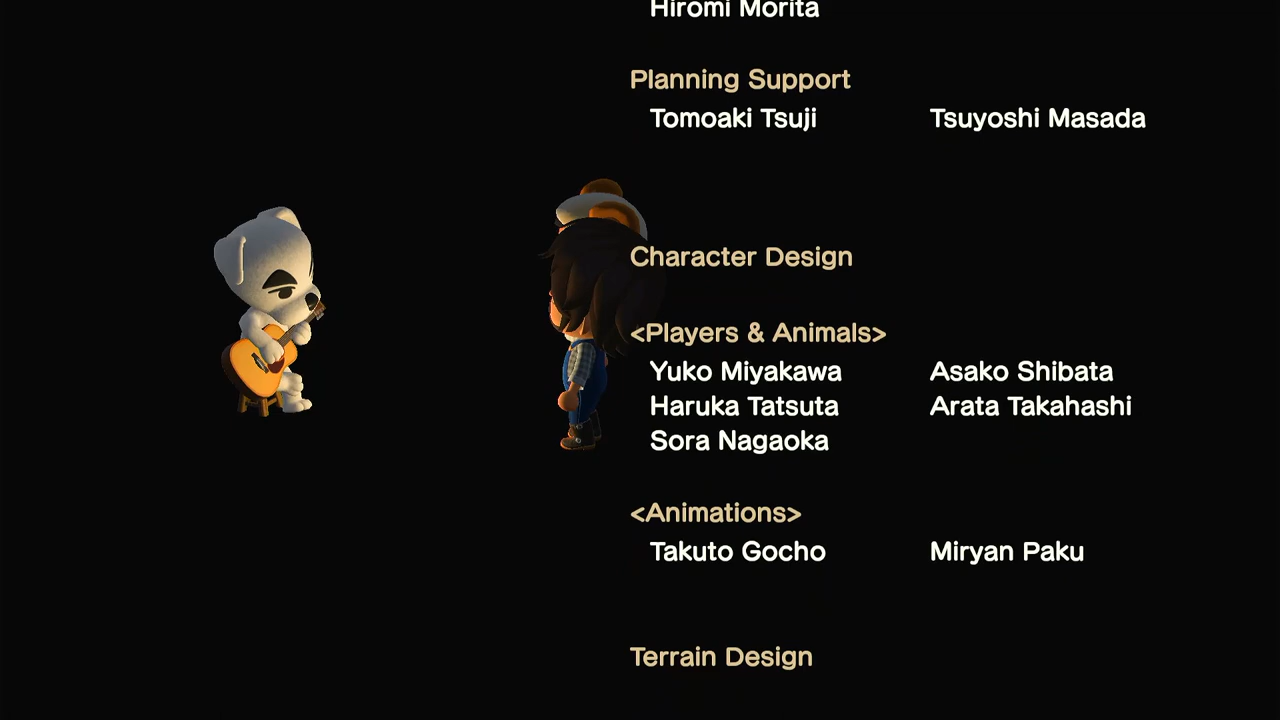 Hiromi Morita
Planning Support
Tomoaki Tsuji Tsuyoshi Masada
Character Design
<Players & Animals>
Yuko Miyakawa Asako Shibata
Haruka Tatsuta Arata Takahashi
Sora Nagaoka
<Animations>
Takuto Gocho Miryan Paku
Terrain Design